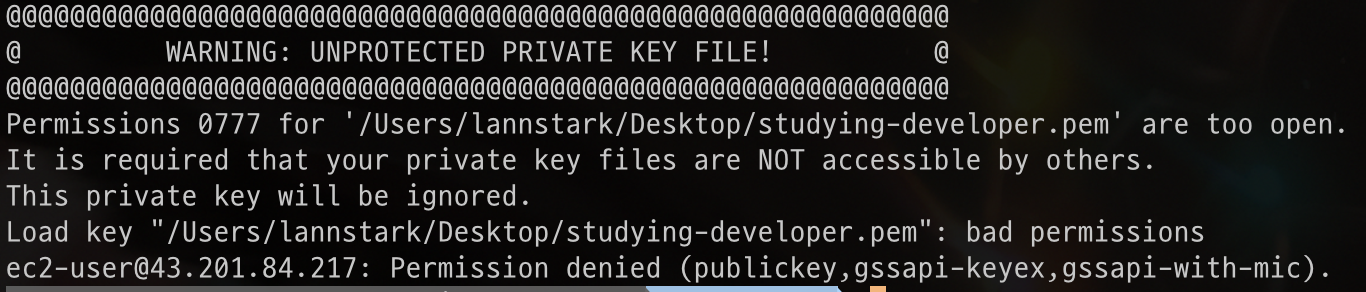 @@@@@@@@@@@@@@@@@@@@@@@@@@@@@@@@@@@@@@@@@@@@@@@@@@@@@@@@@@@
@         WARNING: UNPROTECTED PRIVATE KEY FILE!          @
@@@@@@@@@@@@@@@@@@@@@@@@@@@@@@@@@@@@@@@@@@@@@@@@@@@@@@@@@@@
Permissions 0777 for '/Users/lannstark/Desktop/studying-developer.pem' are too open.
It is required that your private key files are NOT accessible by others.
This private key will be ignored.
Load key "/Users/lannstark/Desktop/studying-developer.pem": bad permissions
ec2-user@43.201.84.217: Permission denied (publickey,gssapi-keyex,gssapi-with-mic).